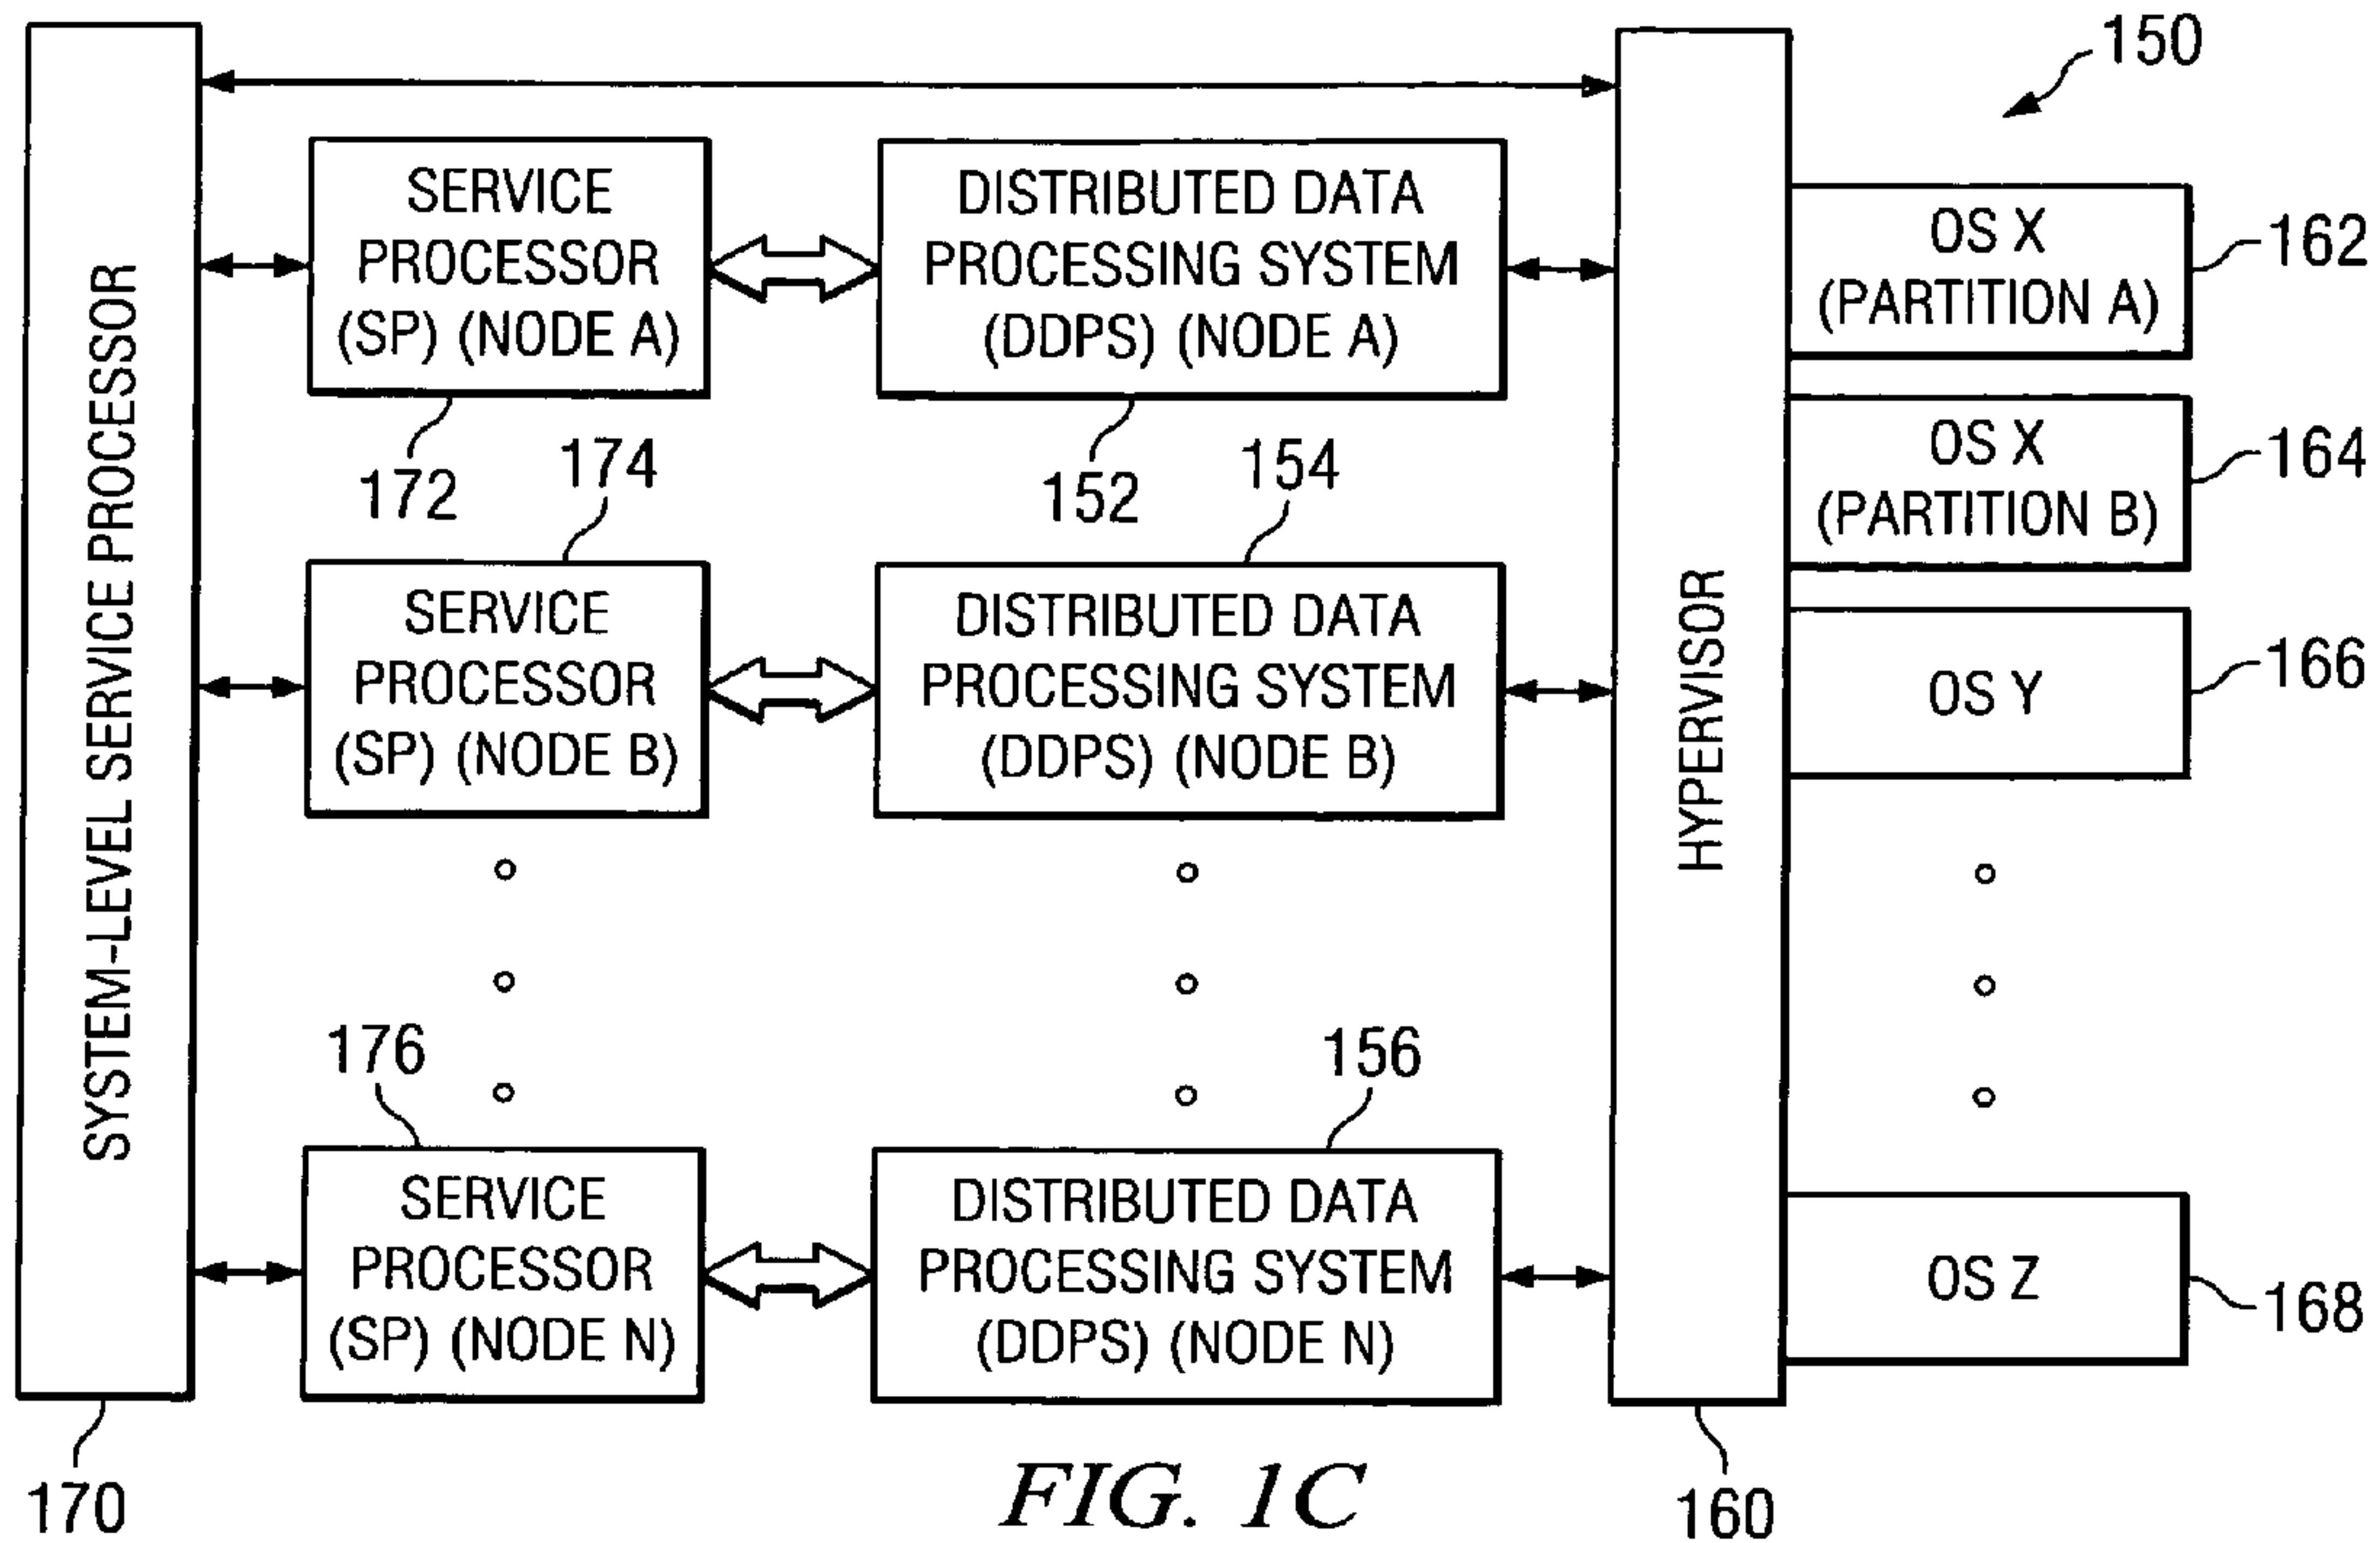 150
SYSTEM-LEVEL SERVICE PROCESSOR
SERVICE
PROCESSOR
(SP) (NODE A)
172
DISTRIBUTED DATA
PROCESSING SYSTEM
(DDPS) (NODE A)
152
174
SERVICE
PROCESSOR
(SP) (NODE B)
154
DISTRIBUTED DATA
PROCESSING SYSTEM
(DDPS) (NODE B)
176
SERVICE
PROCESSOR
(SP) (NODE N)
156
DISTRIBUTED DATA
PROCESSING SYSTEM
(DDPS) (NODE N)
HYPERVISOR
OS X
(PARTITION A)
162
OS X
(PARTITION B)
164
OS Y
166
OS Z
168
170
160
FIG. 1C